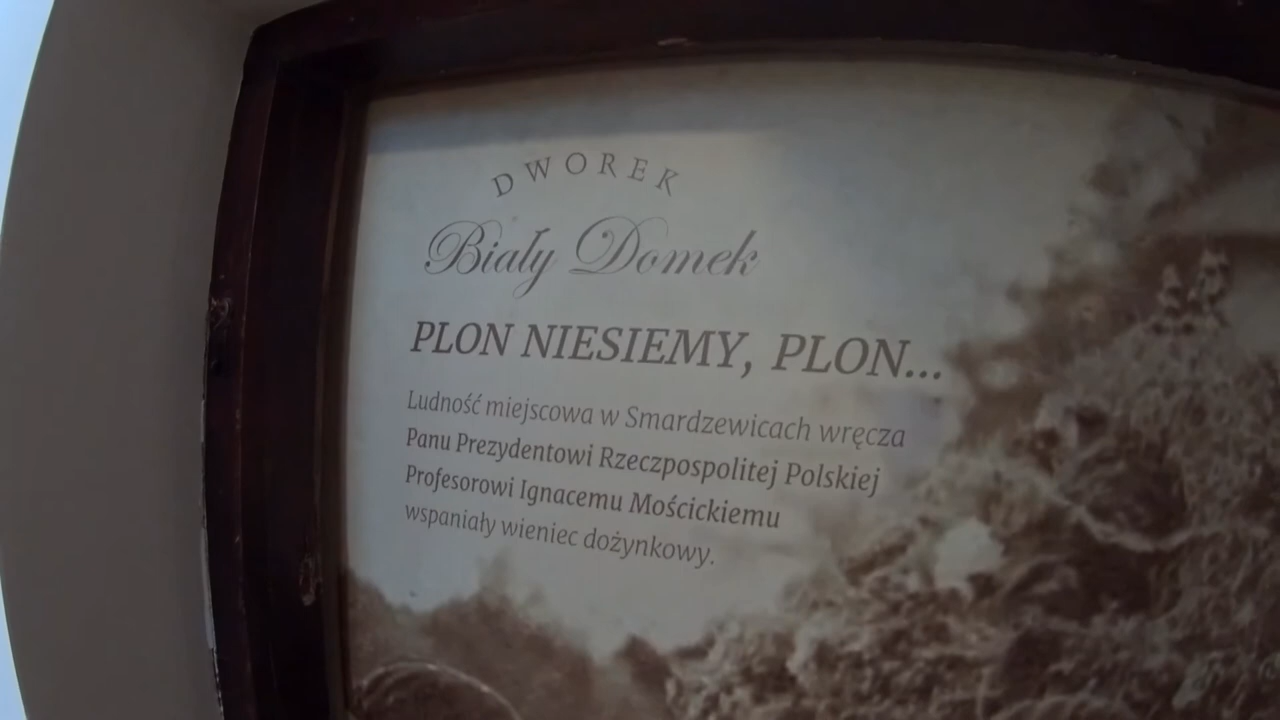 DWOREK
Biały Domek
PLON NIESIEMY, PLON...
Ludność miejscowa w Smardzewicach wręcza
Panu Prezydentowi Rzeczpospolitej Polskiej
Profesorowi Ignacemu Mościckiemu
wspaniały wieniec dożynkowy.